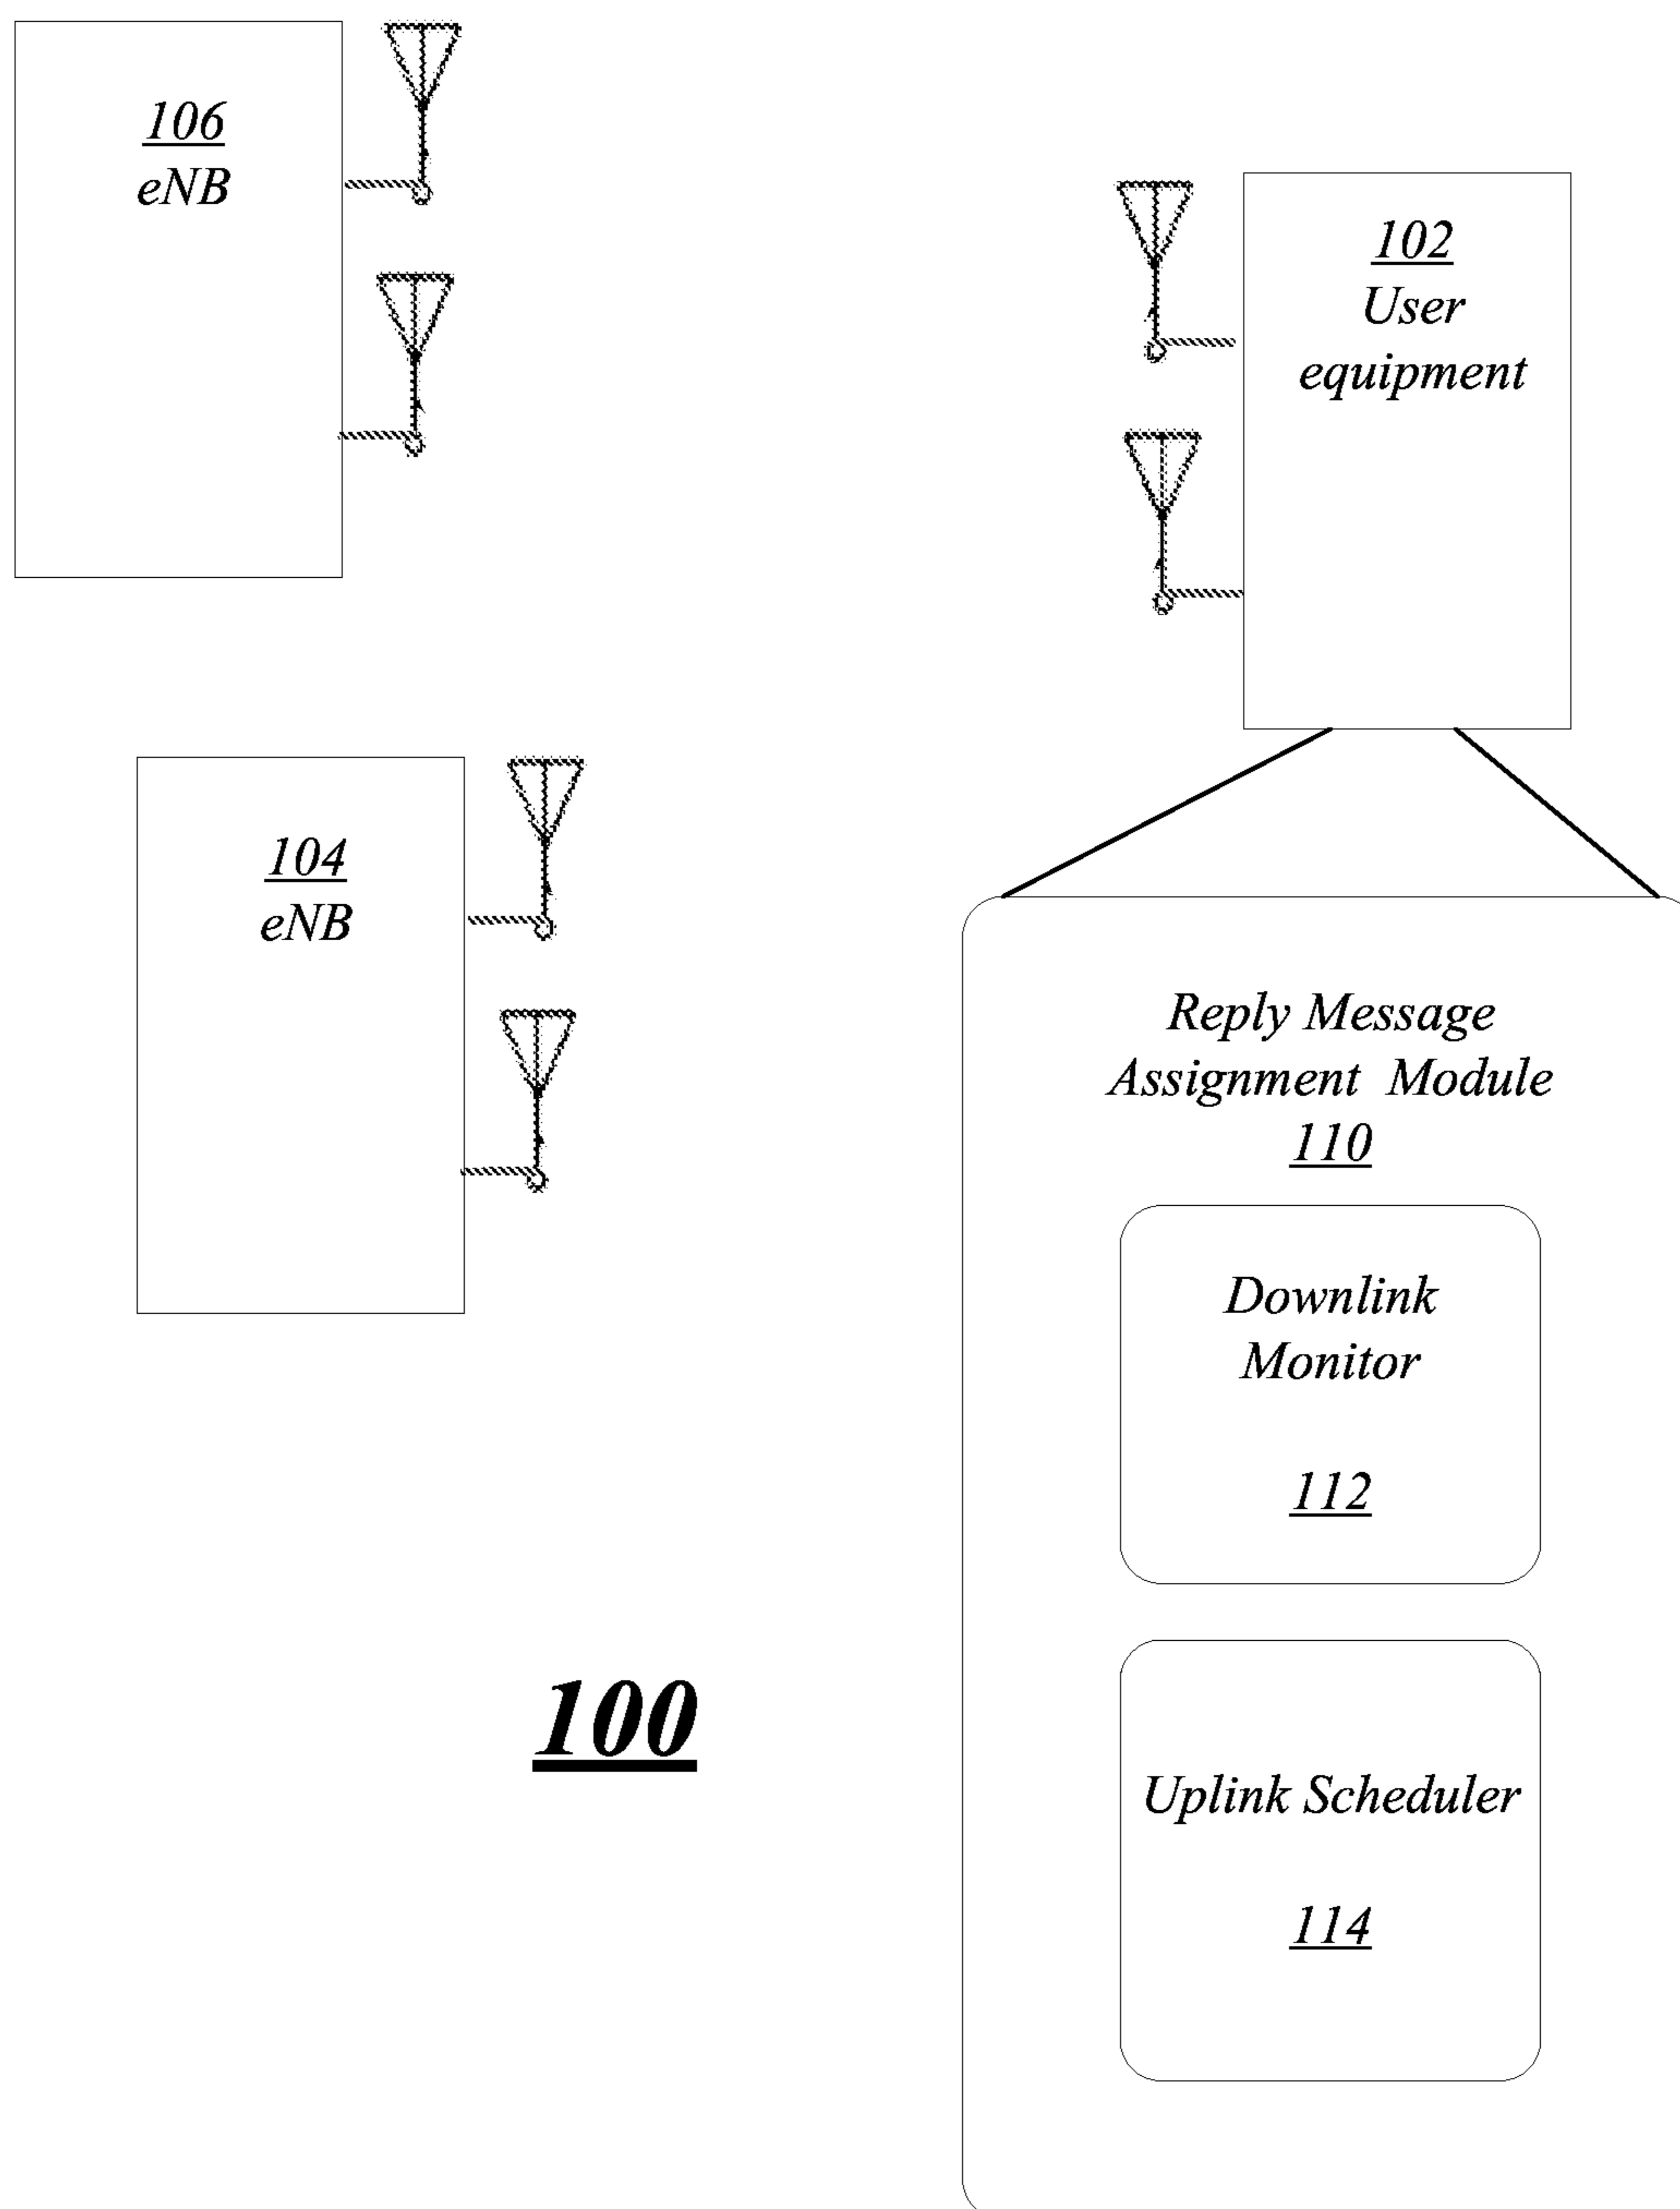 106
eNB
102
User
equipment
104
eNB
Reply Message
Assignment Module
110
Downlink
Monitor
112
Uplink Scheduler
114
100